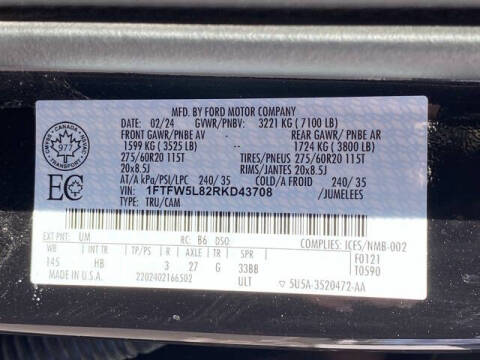 MFD. BY FORD MOTOR COMPANY
02/24 GVWR/PNBV: 3221 KG ( 7100 LB)
FRONT GAWR/PNBE AV REAR GAWR/PNBE AR
1599 KG ( 3525 LB) 1724 KG ( 3800 LB)
275/60R20 115T TIRES/PNEUS 275/60R20 115T
20x8.5J RIMS/JANTES 20x8.5J
AT/A kPa/PSI/LPC 240/ 35 COLD/A FROID 240/ 35
VIN: 1FTFW5L82RKD43708 /JUMELEES
TYPE: TRU/CAM
CANADA
977
EC
EXT PNT: UM RC: B6 DSO: COMPLIES: ICES/NMB-002
WB INT TR TP/PS R AXLE TR SPR F0121
145 HB 3 27 G 33BB T0590
MADE IN U.S.A. 2202402166502 ULT 5U5A-3520472-AA